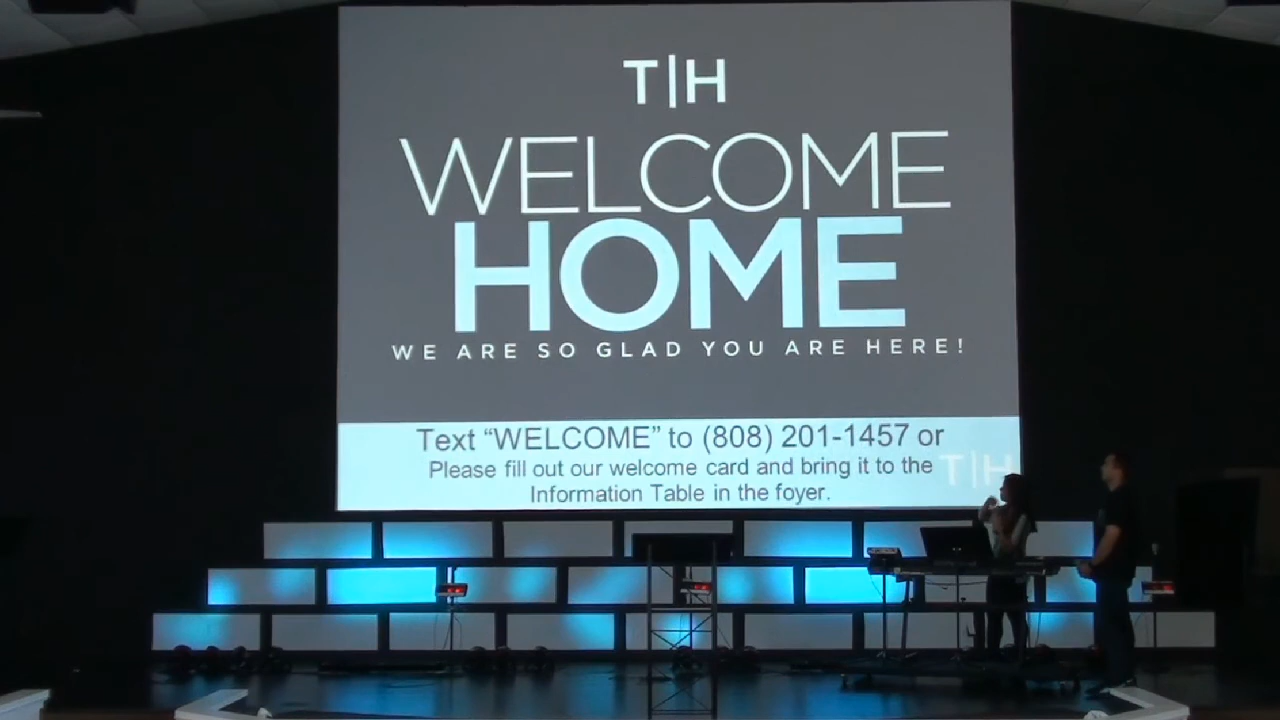 T|H
WELCOME
HOME
WE ARE SO GLAD YOU ARE HERE!
Text “WELCOME” to (808) 201-1457 or
Please fill out our welcome card and bring it to the
Information Table in the foyer.
T|H